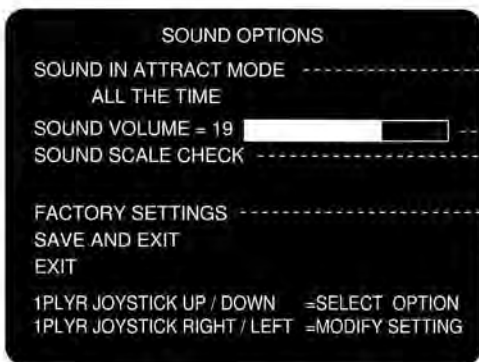 SOUND OPTIONS
SOUND IN ATTRACT MODE
ALL THE TIME
SOUND VOLUME = 19
SOUND SCALE CHECK
FACTORY SETTINGS
SAVE AND EXIT
EXIT
1PLYR JOYSTICK UP / DOWN =SELECT OPTION
1PLYR JOYSTICK RIGHT / LEFT =MODIFY SETTING